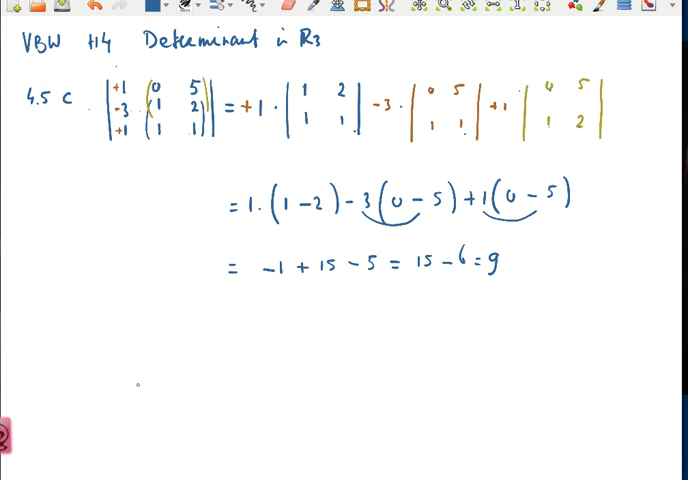 VBW H4 Determinant in R3
4.5 c |+1 0 5| = +1 · |1 2| -3 · |0 5| +1 |0 5|
|-3 1 2| |1 1| |1 1| |1 2|
|+1 1 1|
= 1. (1 - 2) - 3 (0 - 5) + 1 (0 - 5)
= -1 + 15 - 5 = 15 - 6 = 9